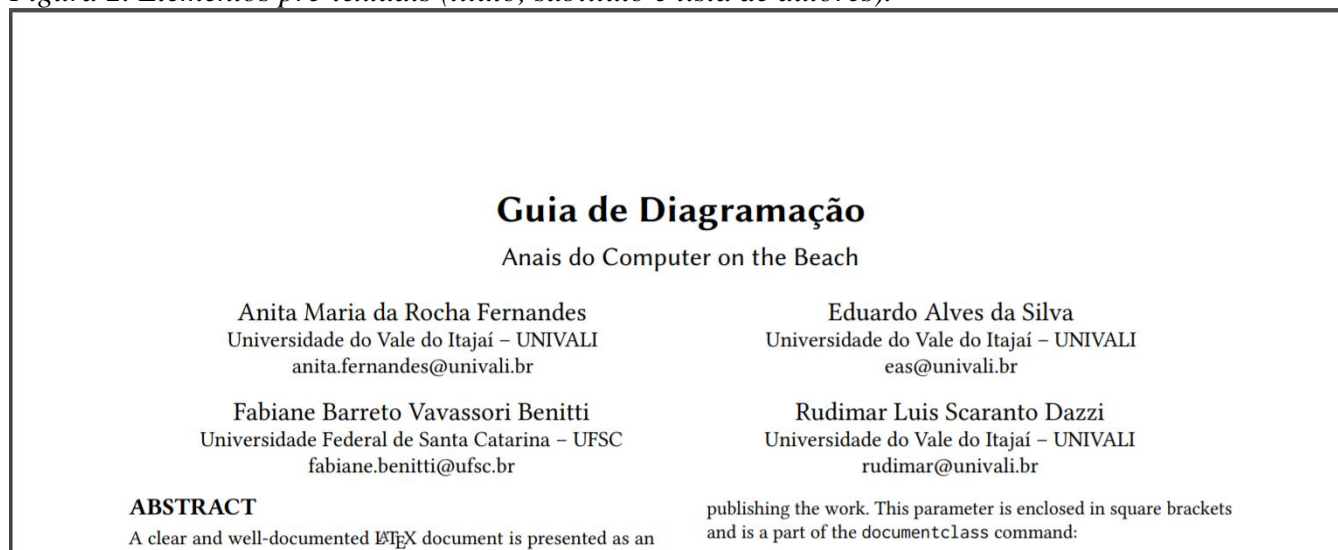 Guia de Diagramação
Anais do Computer on the Beach
Anita Maria da Rocha Fernandes
Universidade do Vale do Itajaí – UNIVALI
anita.fernandes@univali.br
Eduardo Alves da Silva
Universidade do Vale do Itajaí – UNIVALI
eas@univali.br
Fabiane Barreto Vavassori Benitti
Universidade Federal de Santa Catarina – UFSC
fabiane.benitti@ufsc.br
Rudimar Luis Scaranto Dazzi
Universidade do Vale do Itajaí – UNIVALI
rudimar@univali.br
ABSTRACT
A clear and well-documented LATEX document is presented as an
publishing the work. This parameter is enclosed in square brackets
and is a part of the documentclass command: